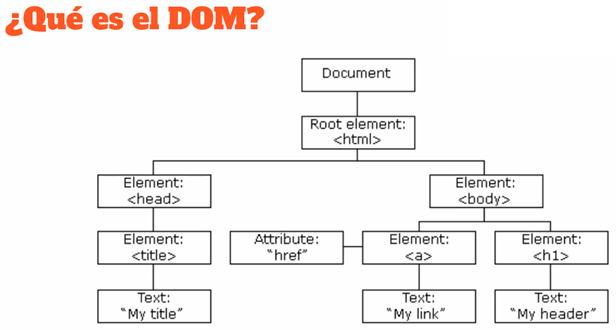 ¿Qué es el DOM?
Document
Root element:
<html>
Element:
<head>
Element:
<body>
Element:
<title>
Attribute:
“href”
Element:
<a>
Element:
<h1>
Text:
“My title”
Text:
“My link”
Text:
“My header”